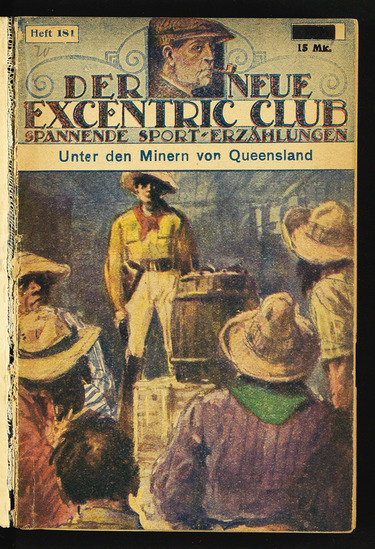 Heft 181
15 Mk.
DER NEUE
EXCENTRIC CLUB
SPANNENDE SPORT-ERZÄHLUNGEN
Unter den Minern von Queensland